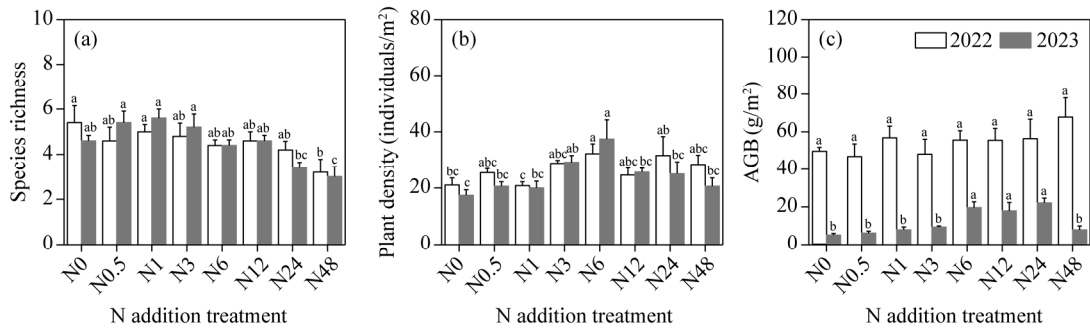 (a)
Species richness
10
8
6
4
2
0
a ab ab a a a ab a ab ab ab ab ab bc b c
N0 N0.5 N1 N3 N6 N12 N24 N48
N addition treatment
(b)
Plant density (individuals/m²)
80
60
40
20
0
bc c abc bc c bc abc abc a a abc abc ab bc abc bc
N0 N0.5 N1 N3 N6 N12 N24 N48
N addition treatment
(c)
2022 2023
AGB (g/m²)
120
100
80
60
40
20
0
a b a b a b a b a a a a a a a b
N0 N0.5 N1 N3 N6 N12 N24 N48
N addition treatment